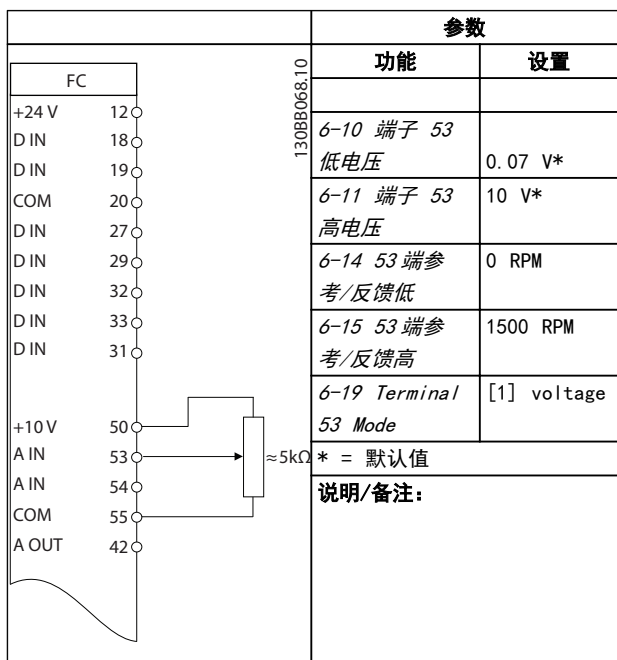 参数
功能 设置
130BB068.10
FC
+24 V 12
D IN 18
D IN 19
COM 20
D IN 27
D IN 29
D IN 32
D IN 33
D IN 31
+10 V 50
A IN 53
A IN 54
COM 55
A OUT 42
≈5kΩ
6-10 端子 53
低电压 0.07 V*
6-11 端子 53 10 V*
高电压
6-14 53 端参 0 RPM
考/反馈低
6-15 53 端参 1500 RPM
考/反馈高
6-19 Terminal [1] voltage
53 Mode
* = 默认值
说明/备注：